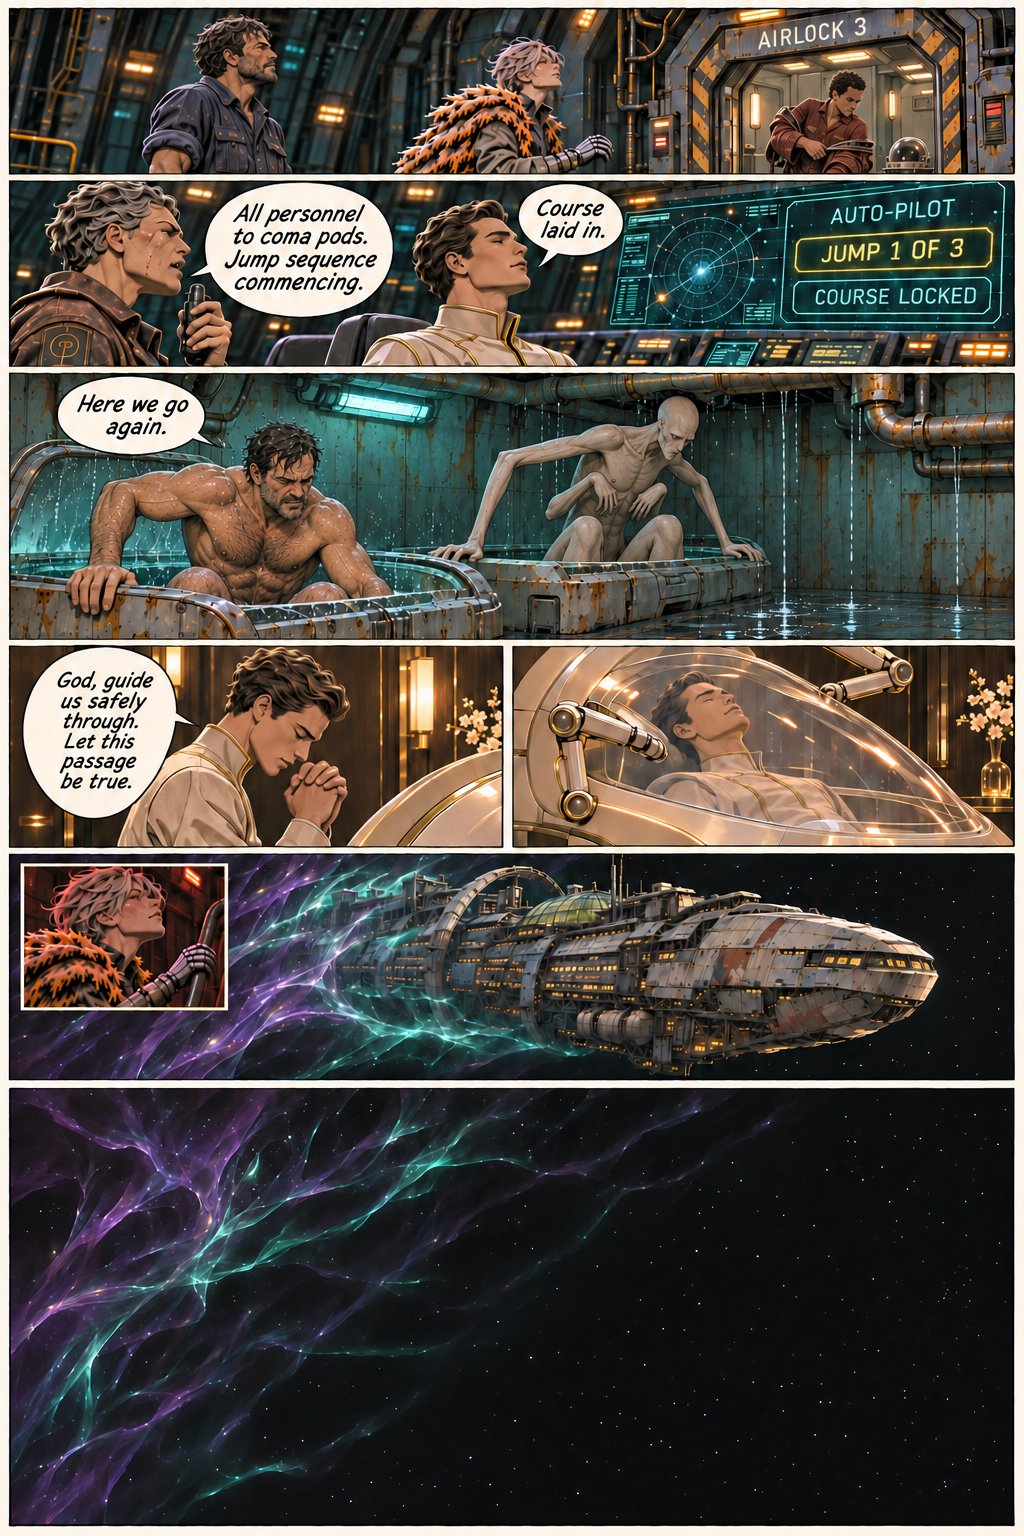 AIRLOCK 3
All personnel
to coma pods.
Jump sequence
commencing.
Course
laid in.
AUTO-PILOT
JUMP 1 OF 3
COURSE LOCKED
Here we go
again.
God, guide
us safely
through.
Let this
passage
be true.